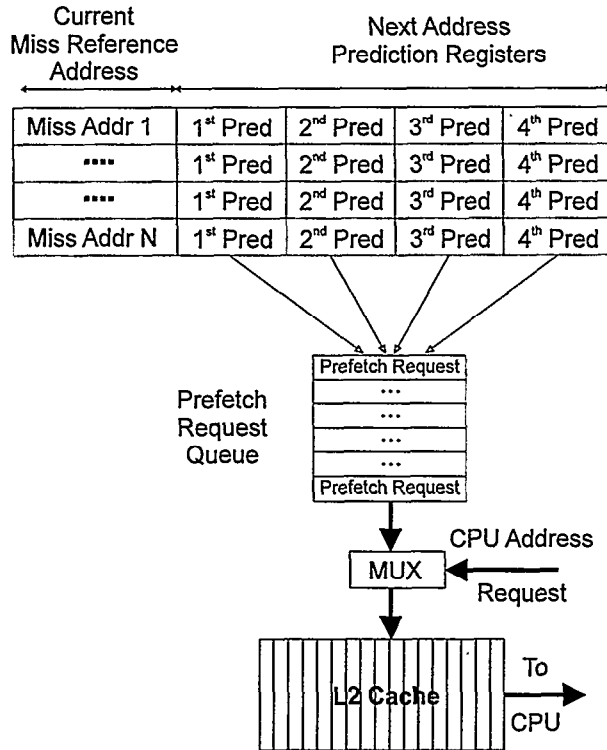 Current
Miss Reference
Address
Next Address
Prediction Registers
Miss Addr 1 1st Pred 2nd Pred 3rd Pred 4th Pred
.... 1st Pred 2nd Pred 3rd Pred 4th Pred
.... 1st Pred 2nd Pred 3rd Pred 4th Pred
Miss Addr N 1st Pred 2nd Pred 3rd Pred 4th Pred
Prefetch Request
...
...
...
...
Prefetch Request
Prefetch
Request
Queue
CPU Address
Request
MUX
L2 Cache
To
CPU